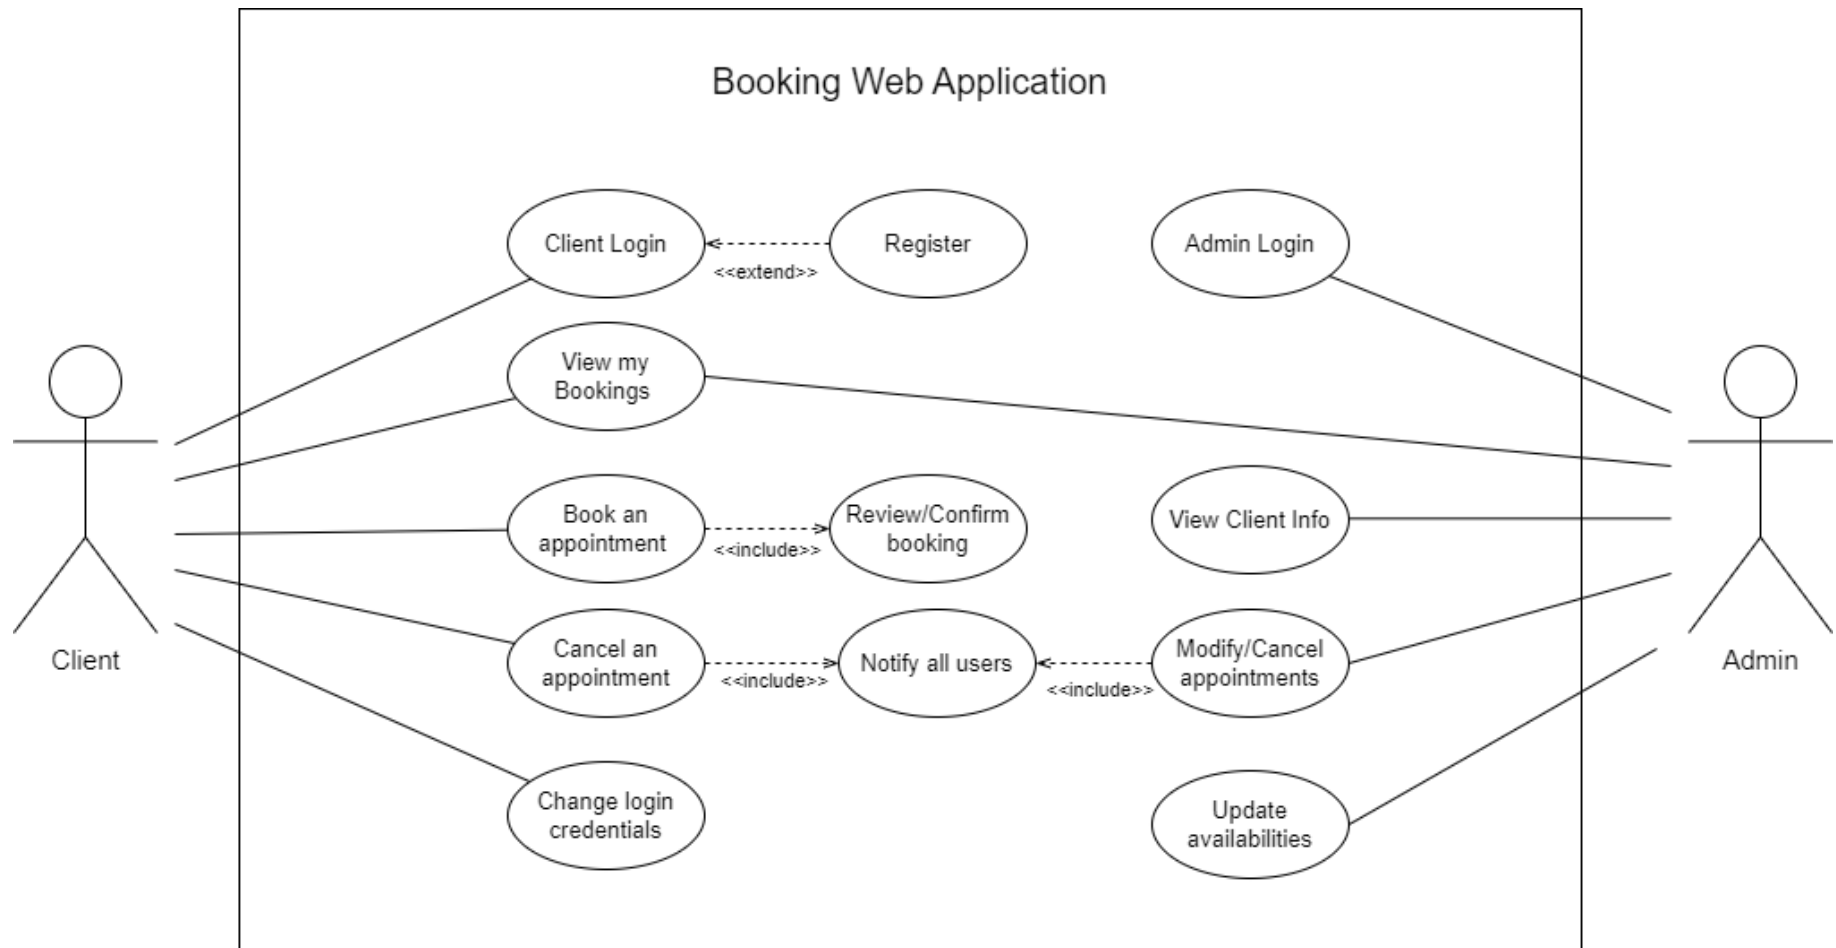 Booking Web Application
Client Login
<<extend>>
Register
Admin Login
View my
Bookings
Book an
appointment
<<include>>
Review/Confirm
booking
View Client Info
Cancel an
appointment
<<include>>
Notify all users
<<include>>
Modify/Cancel
appointments
Client
Admin
Change login
credentials
Update
availabilities